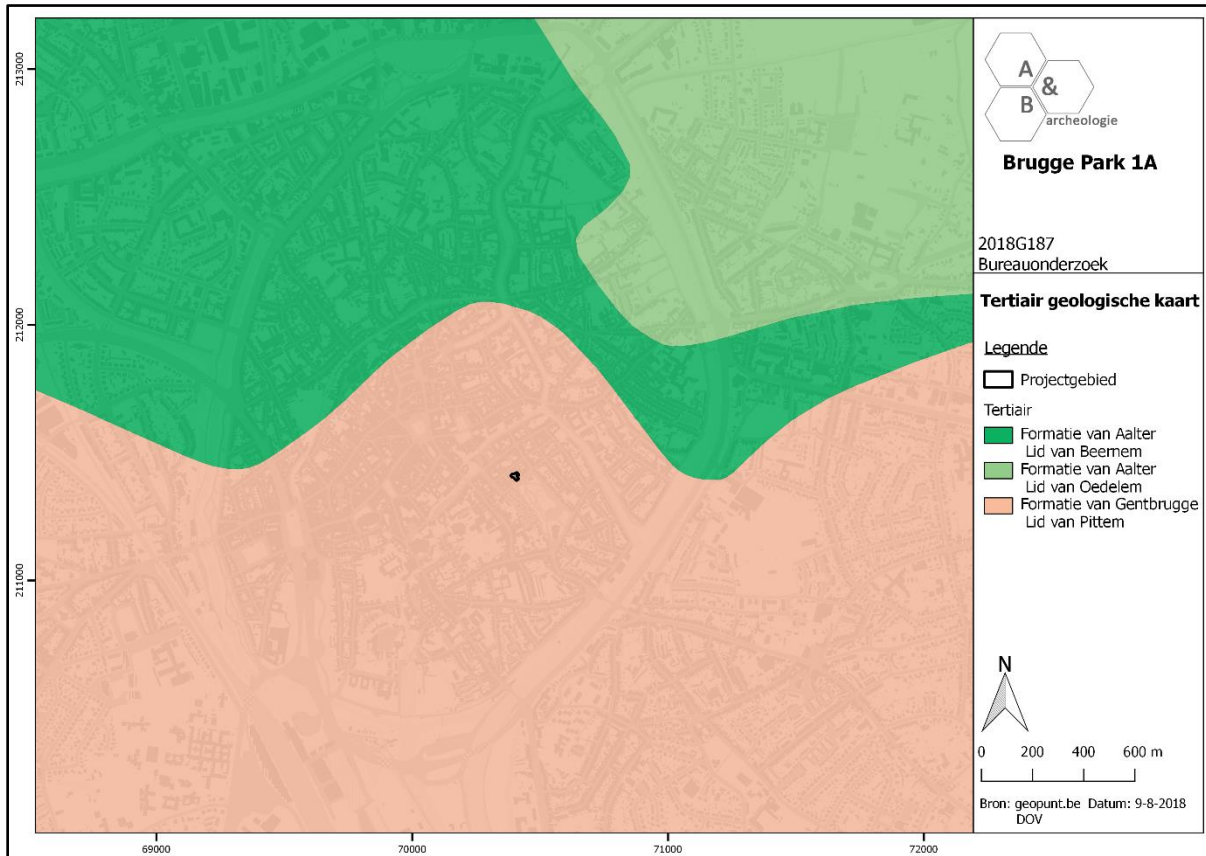 213000
212000
211000
69000
70000
71000
72000
A
&
B
archeologie
Brugge Park 1A
2018G187
Bureauonderzoek
Tertiair geologische kaart
Legende
Projectgebied
Tertiair
Formatie van Aalter
Lid van Beernem
Formatie van Aalter
Lid van Oedelem
Formatie van Gentbrugge
Lid van Pittem
N
0 200 400 600 m
Bron: geopunt.be Datum: 9-8-2018
DOV